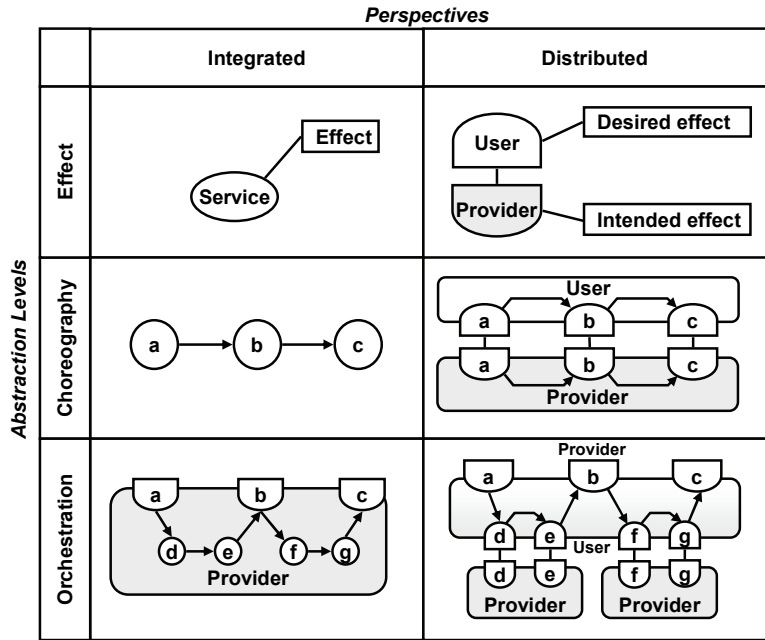 Perspectives
Integrated
Distributed
Abstraction Levels
Effect
Effect
Service
User
Desired effect
Provider
Intended effect
Choreography
a
b
c
User
a
b
c
a
b
c
Provider
Orchestration
a
b
c
d
e
f
g
Provider
Provider
a
b
c
d
e
f
g
User
d
e
f
g
Provider
Provider